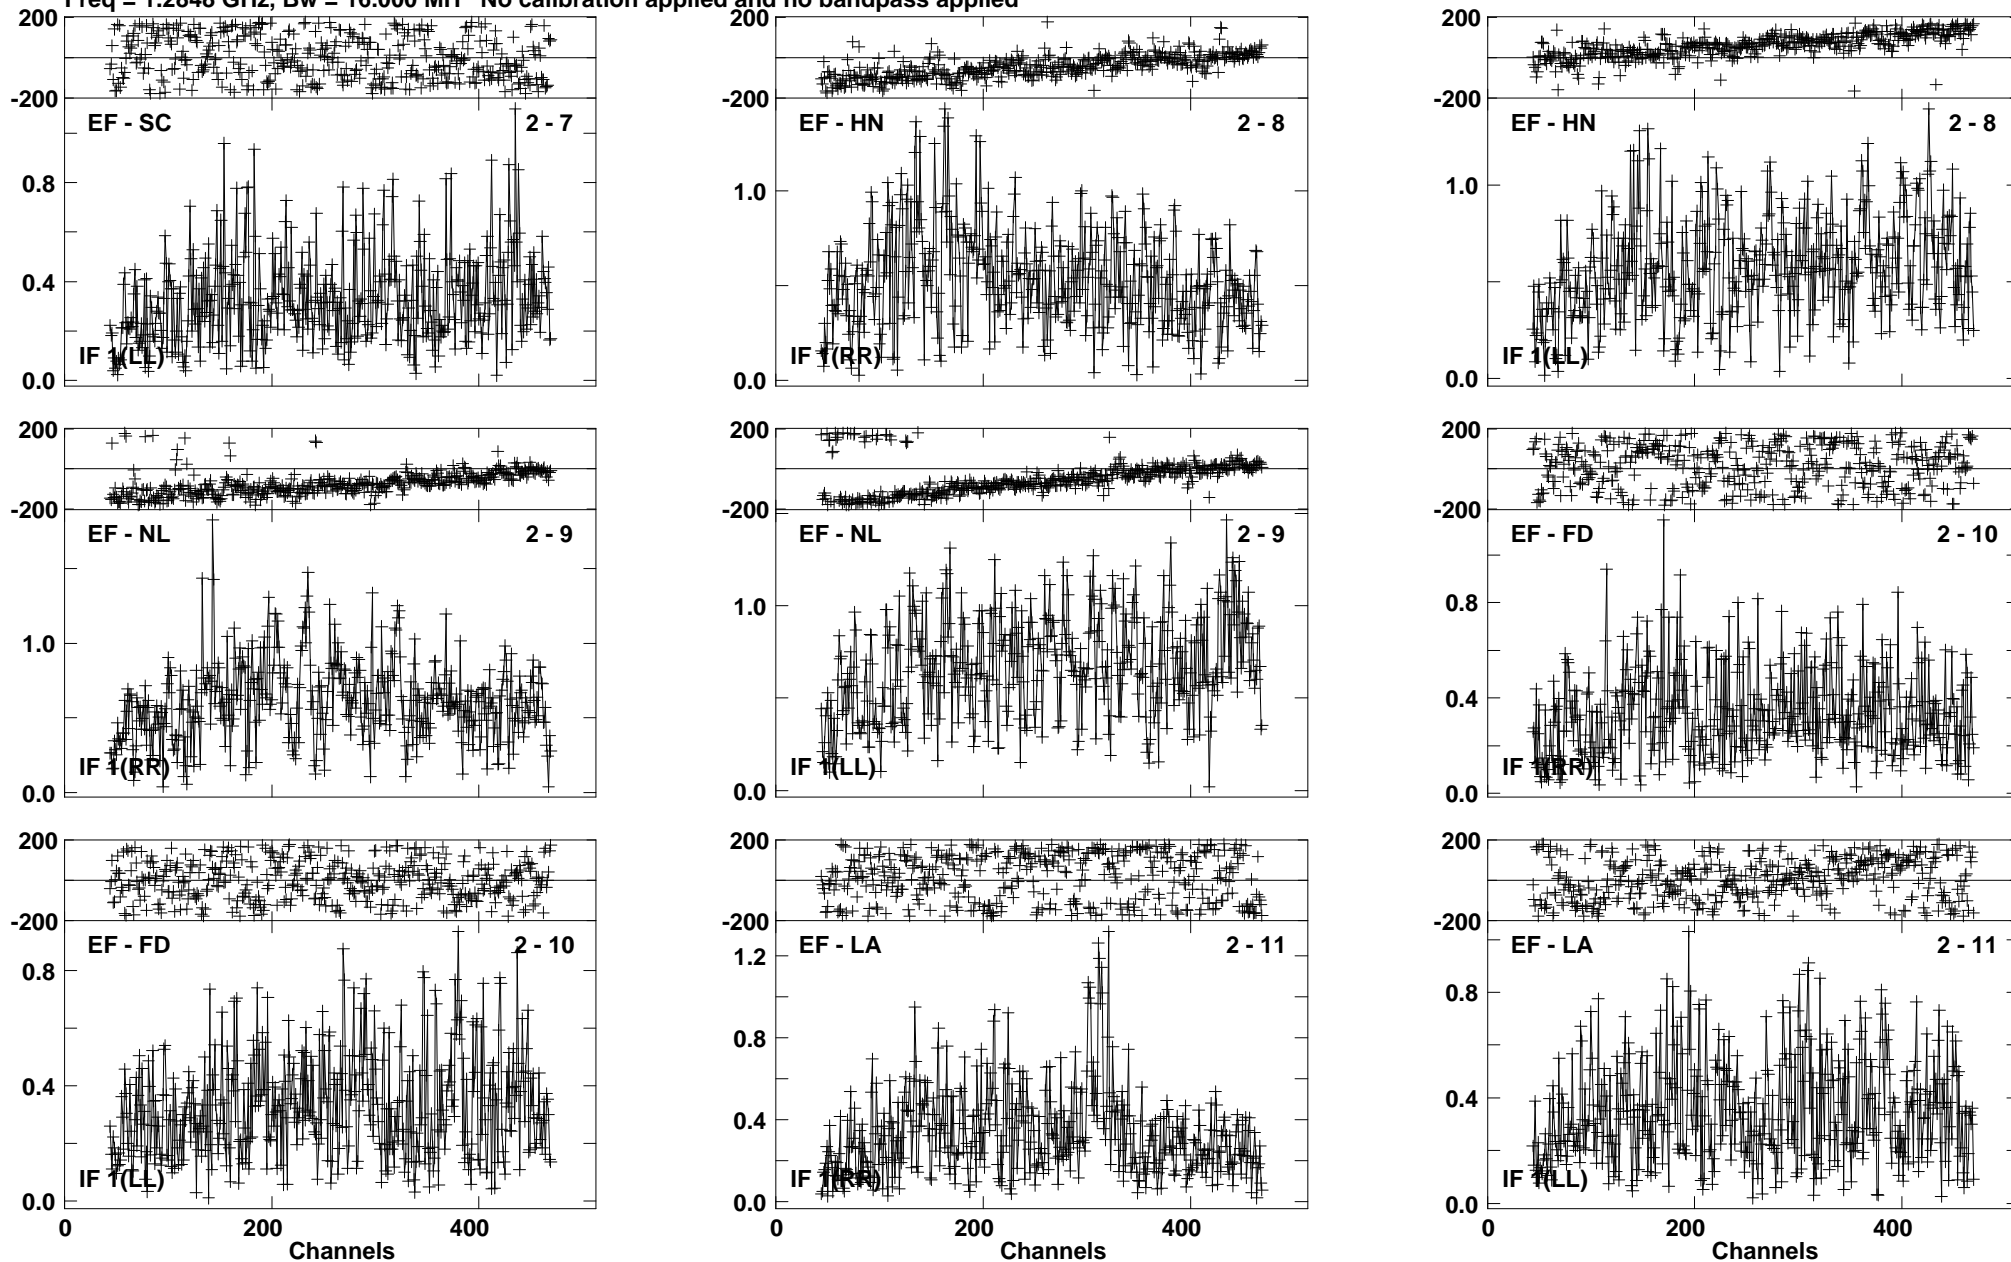 Freq = 1.2848 GHz, Bw = 16.000 MH No calibration applied and no bandpass applied
200
-200
EF - SC 2 - 7
0.8
0.4
IF 1(LL)
0.0
200
-200
EF - HN 2 - 8
1.0
IF 1(RR)
0.0
200
-200
EF - HN 2 - 8
1.0
IF 1(LL)
0.0
200
-200
EF - NL 2 - 9
1.0
IF 1(RR)
0.0
200
-200
EF - NL 2 - 9
1.0
IF 1(LL)
0.0
200
-200
EF - FD 2 - 10
0.8
0.4
IF 1(RR)
0.0
200
-200
EF - FD 2 - 10
0.8
0.4
IF 1(LL)
0.0
0 200 400
Channels
200
-200
EF - LA 2 - 11
1.2
0.8
0.4
IF 1(RR)
0.0
200 400
200
-200
EF - LA 2 - 11
0.8
0.4
IF 1(LL)
0.0
0 200 400
Channels